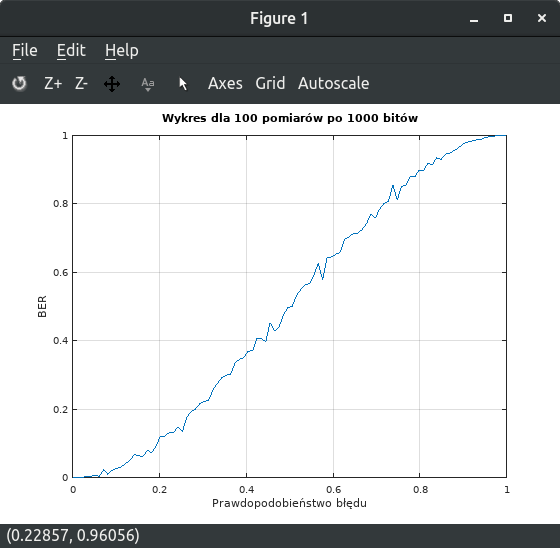 Figure 1
File Edit Help
Z+ Z- Aa Axes Grid Autoscale
Wykres dla 100 pomiarów po 1000 bitów
1
0.8
0.6
BER
0.4
0.2
0
0 0.2 0.4 0.6 0.8 1
Prawdopodobieństwo błędu
(0.22857, 0.96056)